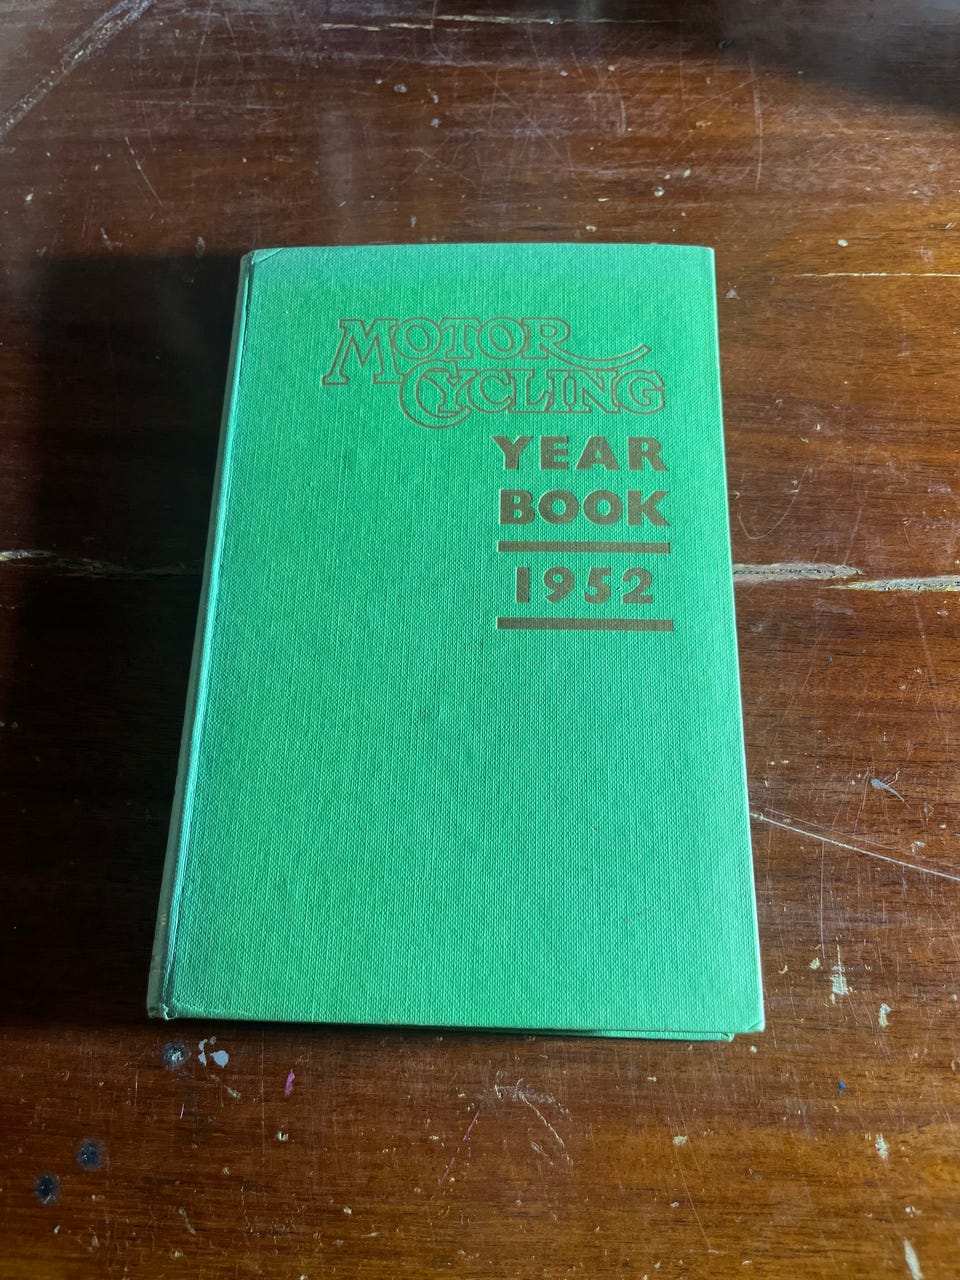 MOTOR
CYCLING
YEAR
BOOK
1952